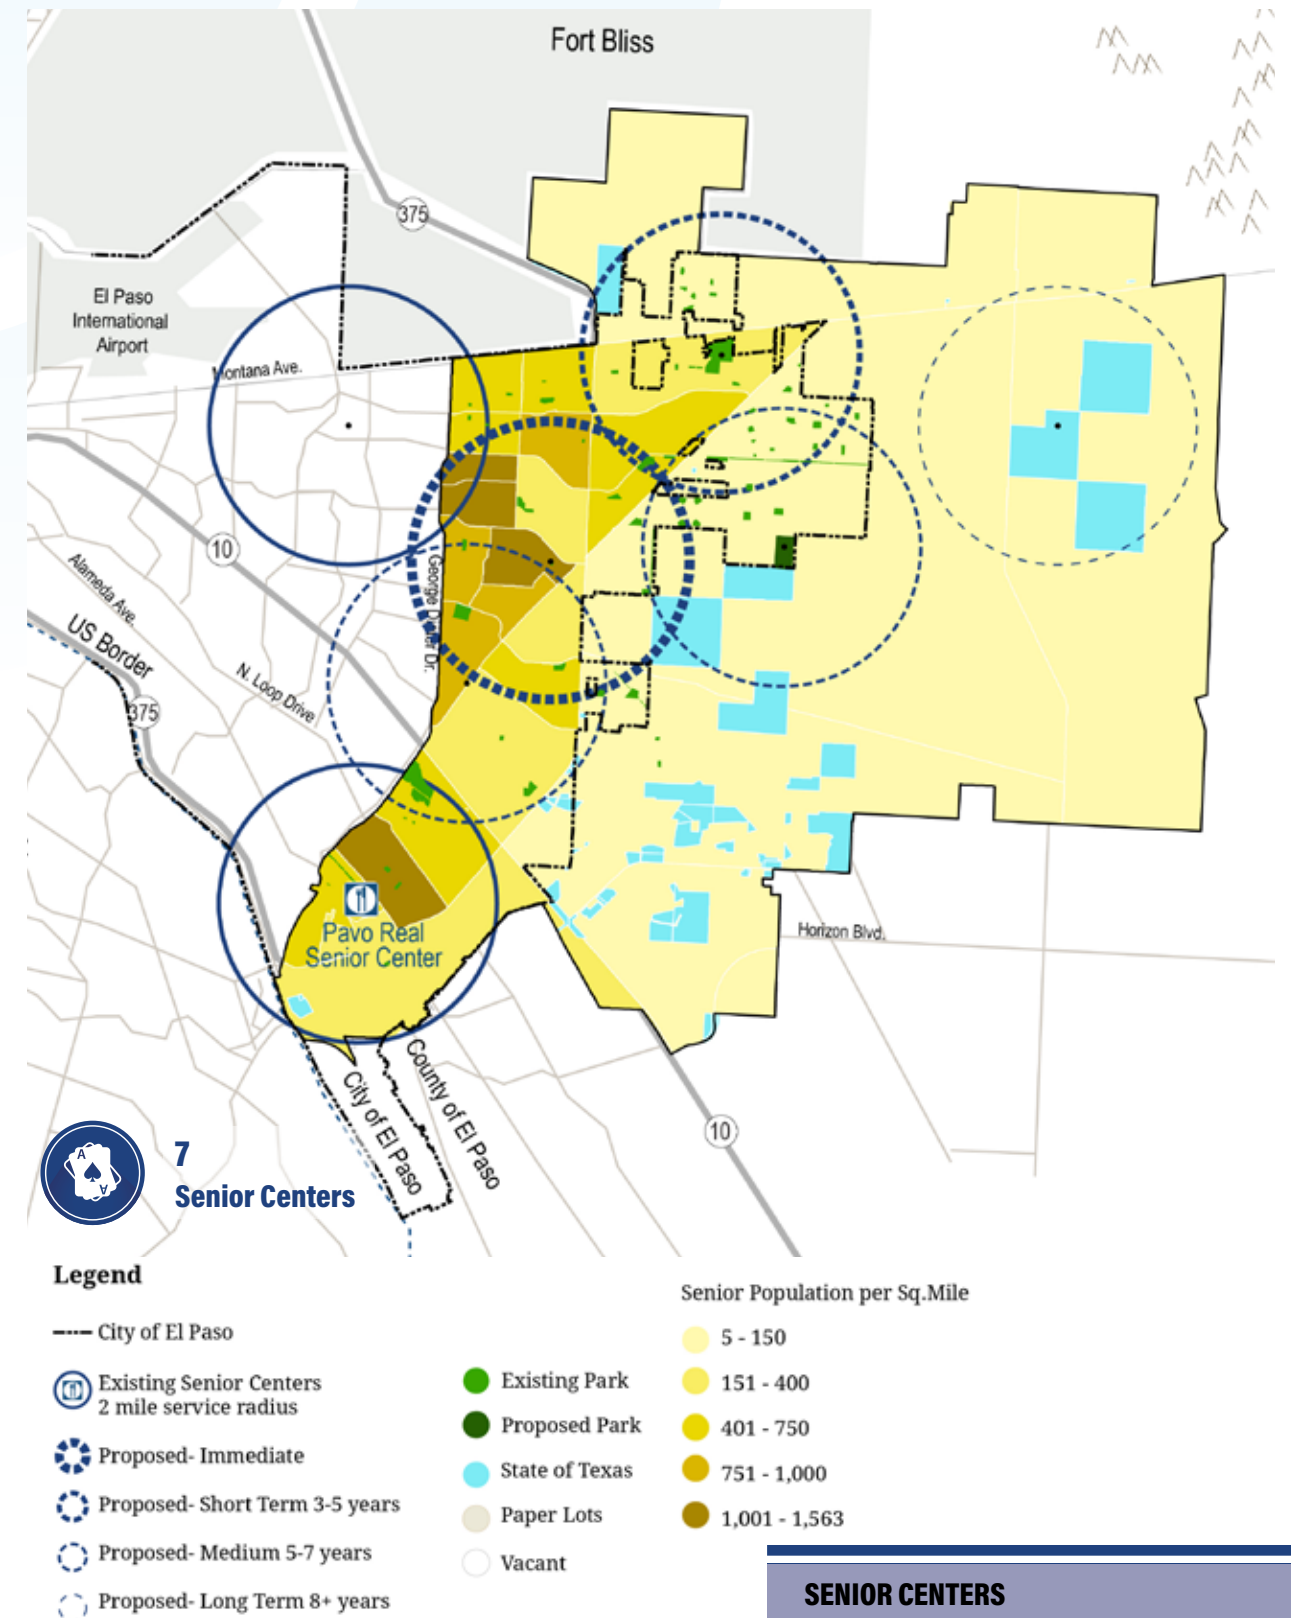 Fort Bliss
375
El Paso
International
Airport
Montana Ave.
10
Alameda Ave.
US Border
George Dieter Dr.
N. Loop Drive
375
Pavo Real
Senior Center
Horizon Blvd.
County of El Paso
City of El Paso
10
A
A
7
Senior Centers
Legend
City of El Paso
Existing Senior Centers
2 mile service radius
Proposed- Immediate
Proposed- Short Term 3-5 years
Proposed- Medium 5-7 years
Proposed- Long Term 8+ years
Existing Park
Proposed Park
State of Texas
Paper Lots
Vacant
Senior Population per Sq.Mile
5 - 150
151 - 400
401 - 750
751 - 1,000
1,001 - 1,563
SENIOR CENTERS